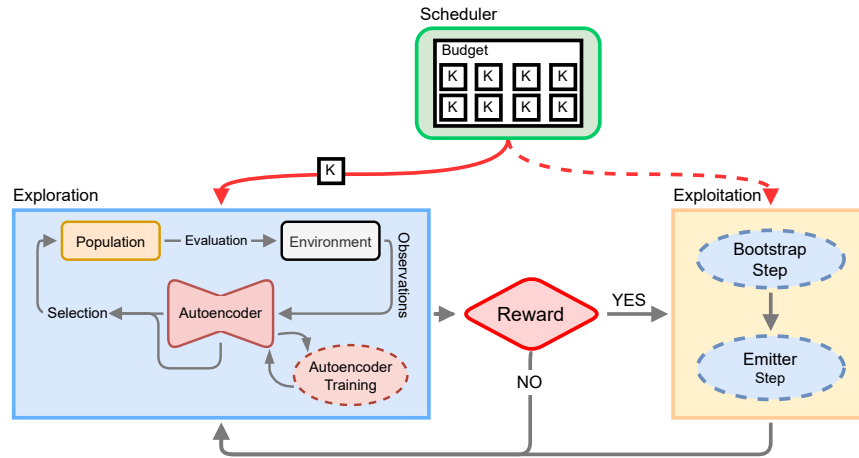 Scheduler
Budget
K K K K
K K K K
K
Exploration
Exploitation
Population
Evaluation
Environment
Observations
Selection
Autoencoder
Autoencoder
Training
Reward
YES
NO
Bootstrap
Step
Emitter
Step